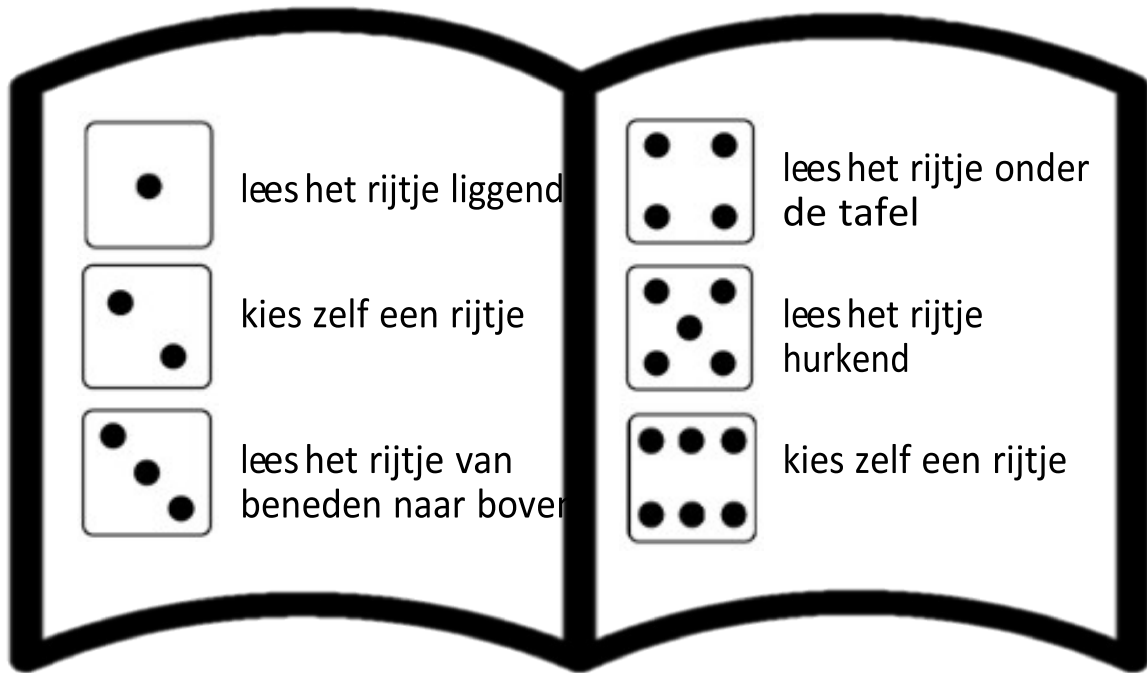 lees het rijtje liggend
kies zelf een rijtje
lees het rijtje van
beneden naar boven
lees het rijtje onder
de tafel
lees het rijtje
hurkend
kies zelf een rijtje